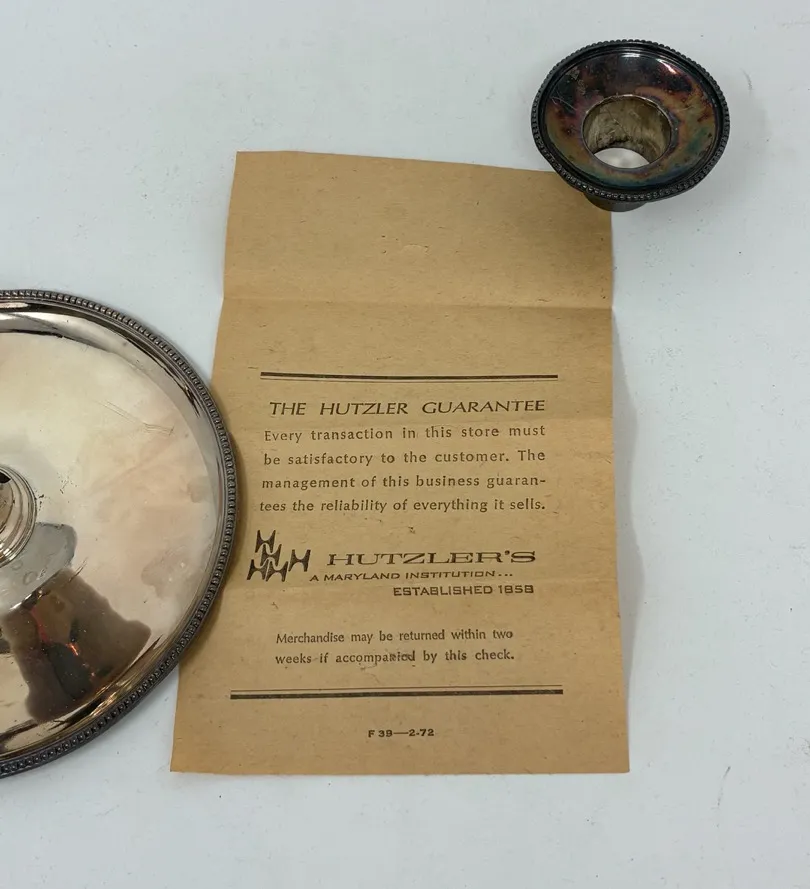 THE HUTZLER GUARANTEE
Every transaction in this store must
be satisfactory to the customer. The
management of this business guaran-
tees the reliability of everything it sells.
HUTZLER'S
A MARYLAND INSTITUTION...
ESTABLISHED 1858
Merchandise may be returned within two
weeks if accompanied by this check.
F 39—2-72